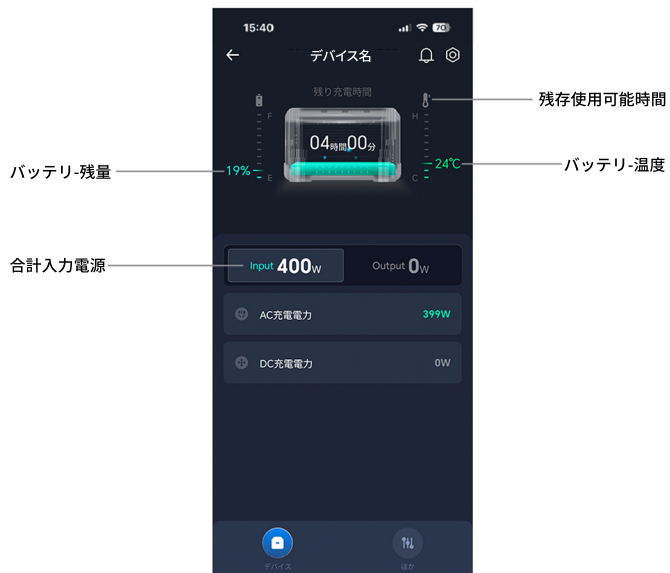 15:40
70
デバイス名
残り充電時間
F
H
04時間00分
19%
24℃
E
C
残存使用可能時間
バッテリ-残量
バッテリ-温度
合計入力電源
Input 400W
Output 0W
AC充電電力
399W
DC充電電力
0W
デバイス
ほか